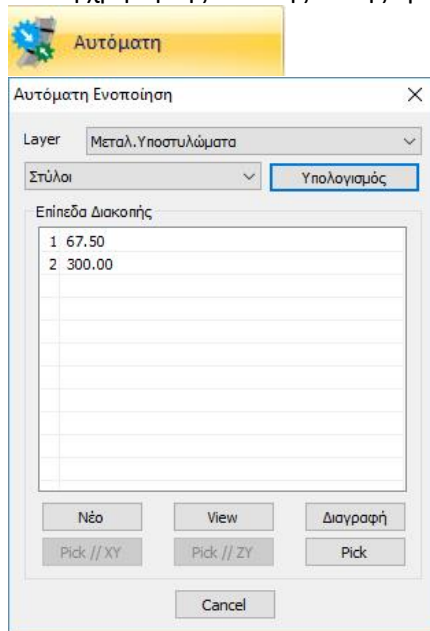 Αυτόματη
Αυτόματη Ενοποίηση
Layer Μεταλ.Υποστυλώματα
Στύλοι Υπολογισμός
Επίπεδα Διακοπής
1 67.50
2 300.00
Νέο View Διαγραφή
Pick // XY Pick // ZY Pick
Cancel